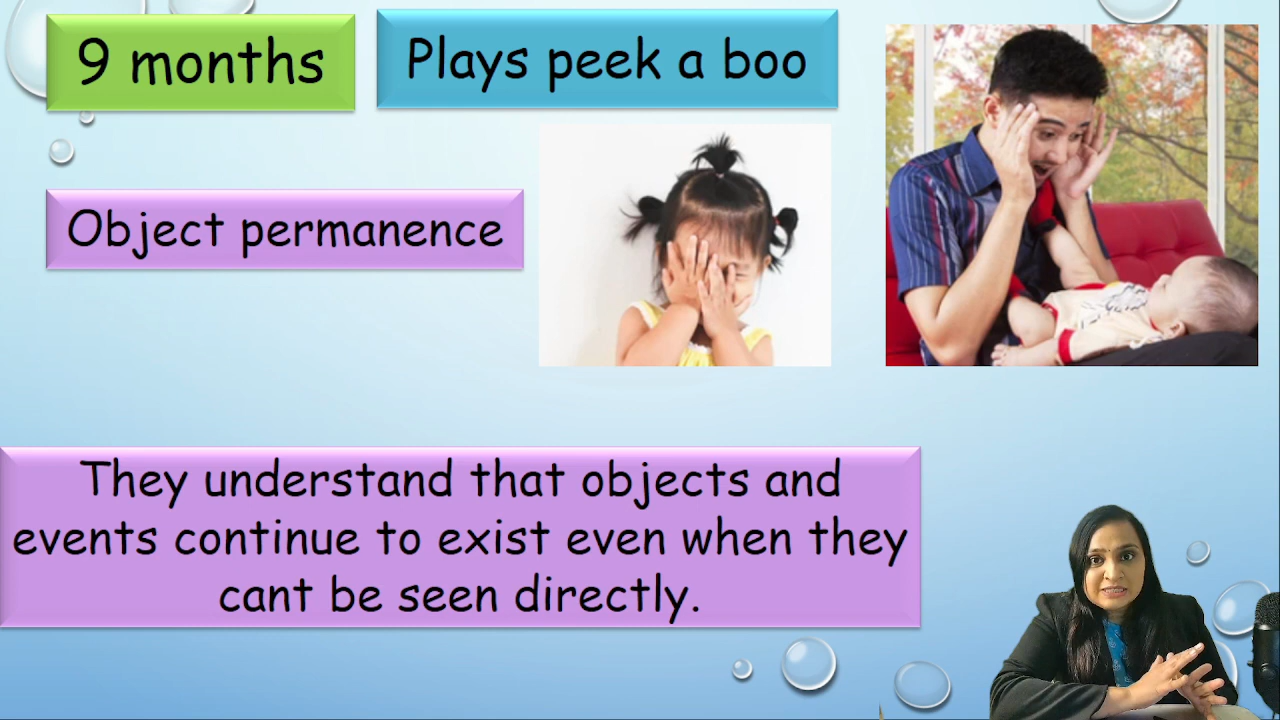 9 months
Plays peek a boo
Object permanence
They understand that objects and
events continue to exist even when they
cant be seen directly.